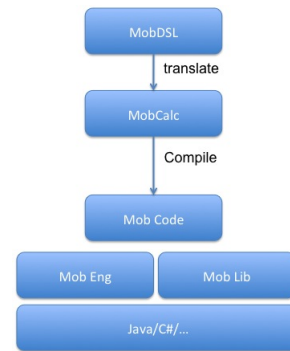 MobDSL
translate
MobCalc
Compile
Mob Code
Mob Eng
Mob Lib
Java/C#/...